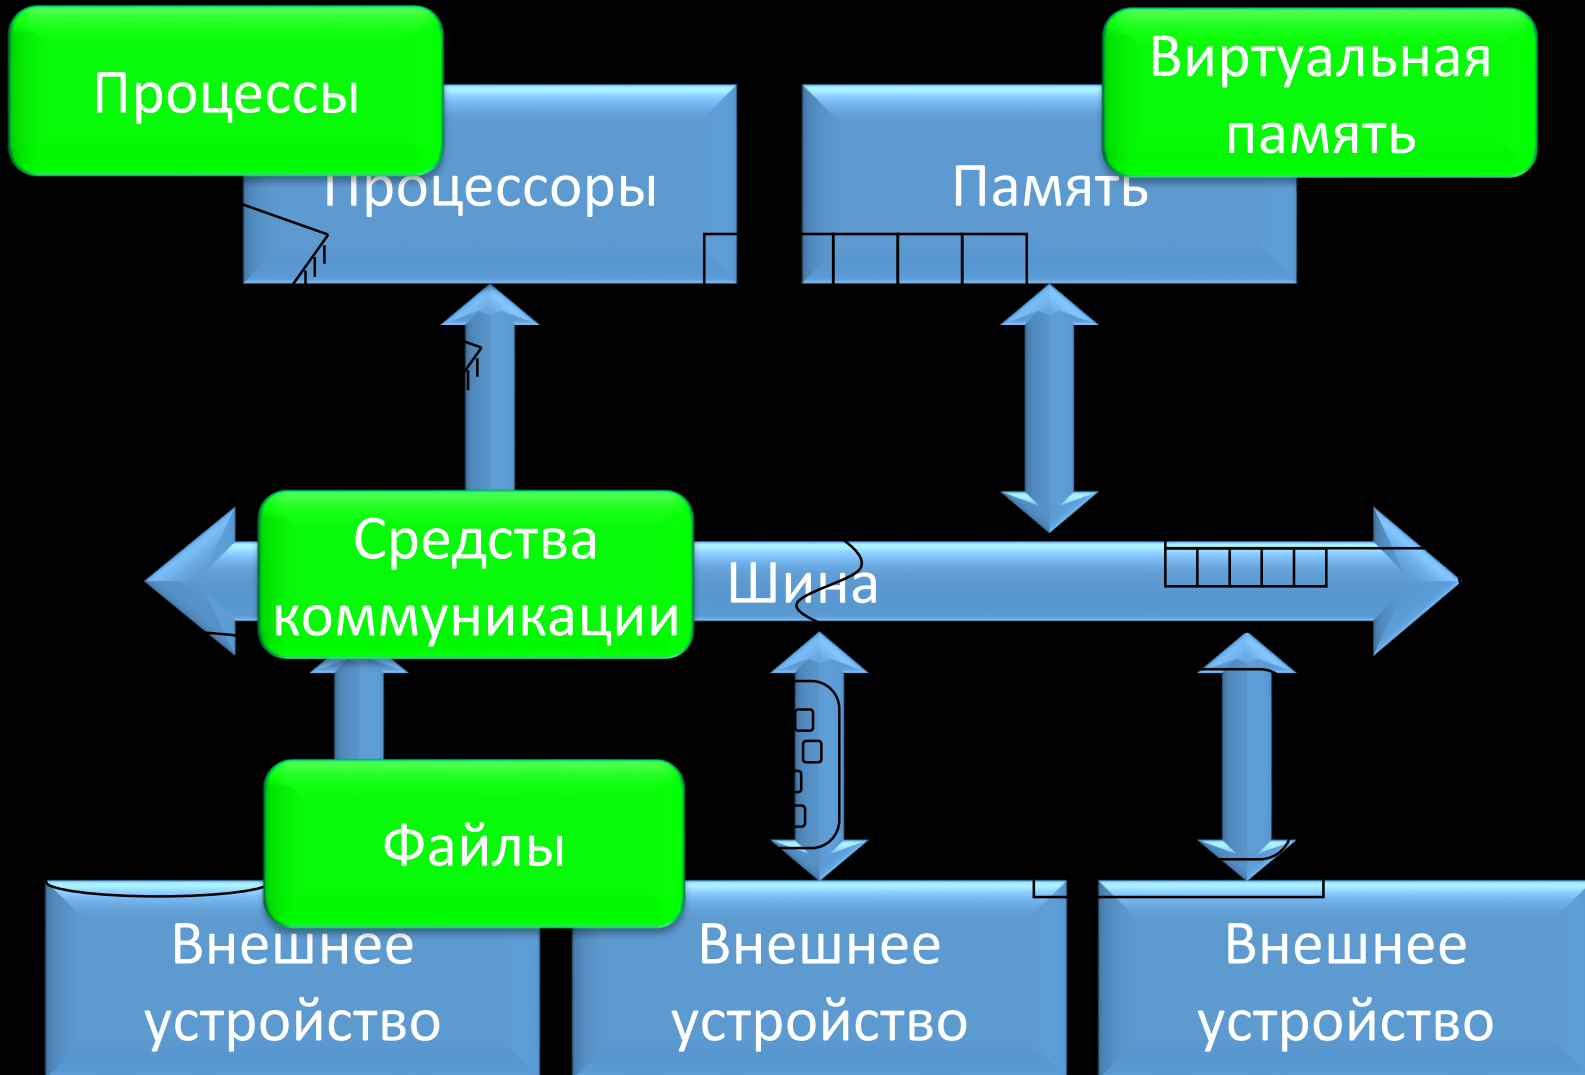 Процессы
Виртуальная
память
Процессоры
Память
Средства
коммуникации
Шина
Файлы
Внешнее
устройство
Внешнее
устройство
Внешнее
устройство